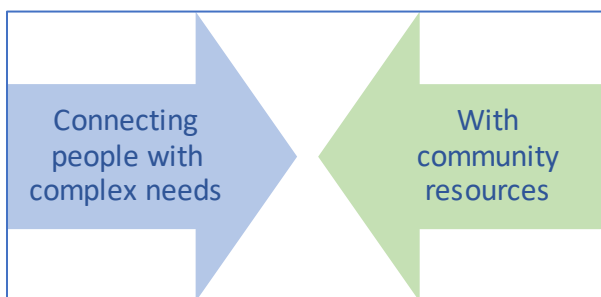 Connecting
people with
complex needs
With
community
resources